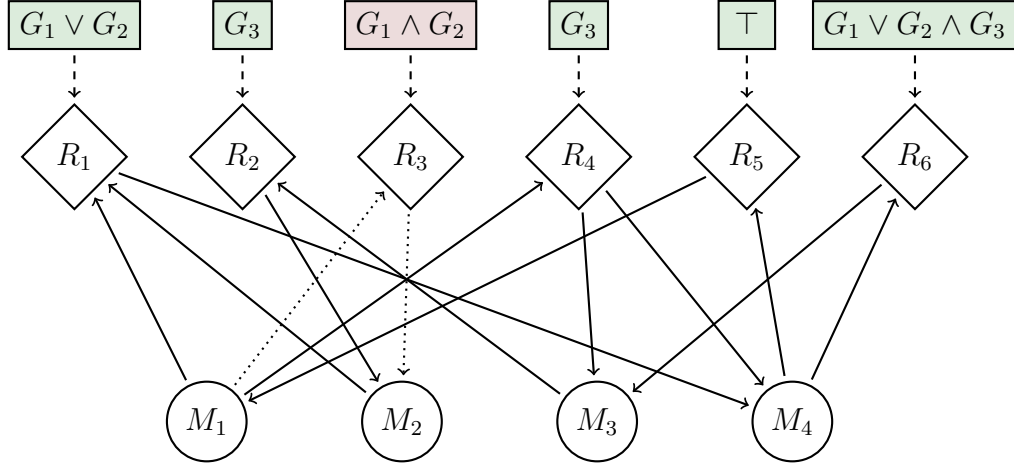 G₁ ∨ G₂ G₃ G₁ ∧ G₂ G₃ ⊤ G₁ ∨ G₂ ∧ G₃
R₁ R₂ R₃ R₄ R₅ R₆
M₁ M₂ M₃ M₄